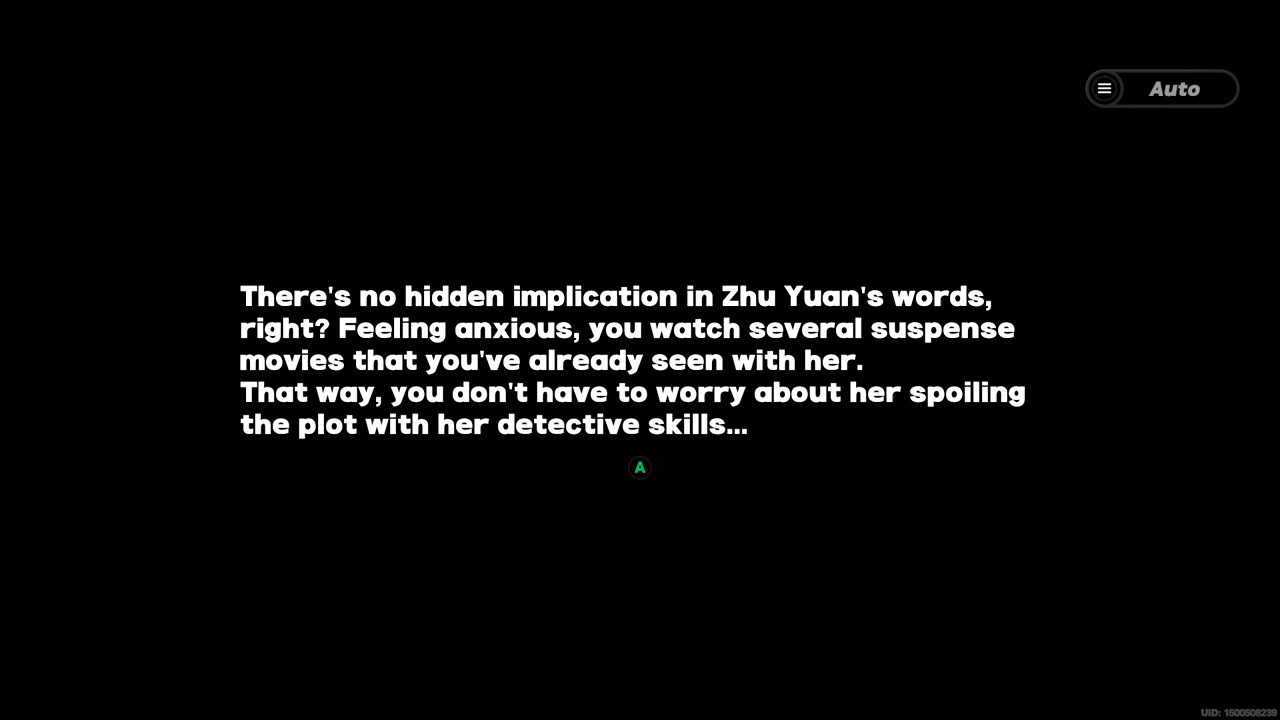 Auto
There's no hidden implication in Zhu Yuan's words,
right? Feeling anxious, you watch several suspense
movies that you've already seen with her.
That way, you don't have to worry about her spoiling
the plot with her detective skills...
A
UID: 1500508239